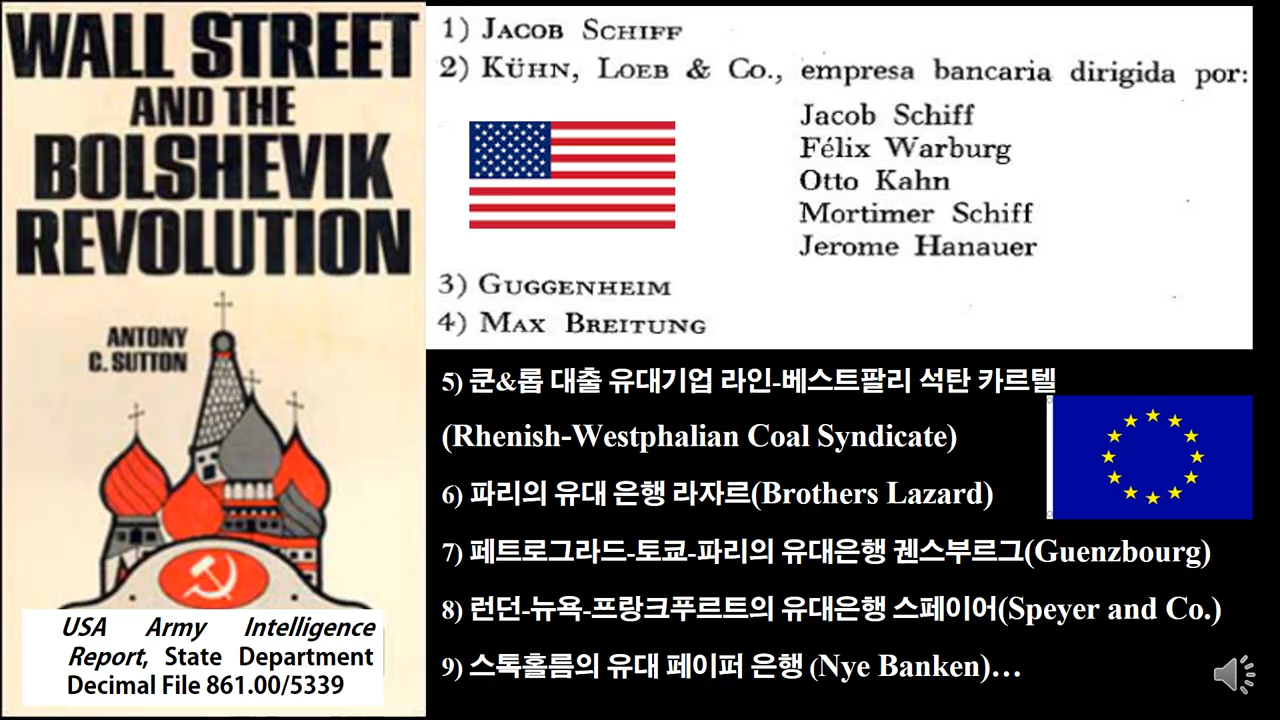 WALL STREET
AND THE
BOLSHEVIK
REVOLUTION
ANTONY
C. SUTTON
USA Army Intelligence
Report, State Department
Decimal File 861.00/5339
1) JACOB SCHIFF
2) KÜHN, LOEB & CO., empresa bancaria dirigida por:
Jacob Schiff
Félix Warburg
Otto Kahn
Mortimer Schiff
Jerome Hanauer
3) GUGGENHEIM
4) MAX BREITUNG
5) 쿤&롭 대출 유대기업 라인-베스트팔리 석탄 카르텔
(Rhenish-Westphalian Coal Syndicate)
6) 파리의 유대 은행 라자르(Brothers Lazard)
7) 페트로그라드-토쿄-파리의 유대은행 궨스부르그(Guenzbourg)
8) 런던-뉴욕-프랑크푸르트의 유대은행 스페이어(Speyer and Co.)
9) 스톡홀름의 유대 페이퍼 은행 (Nye Banken)…